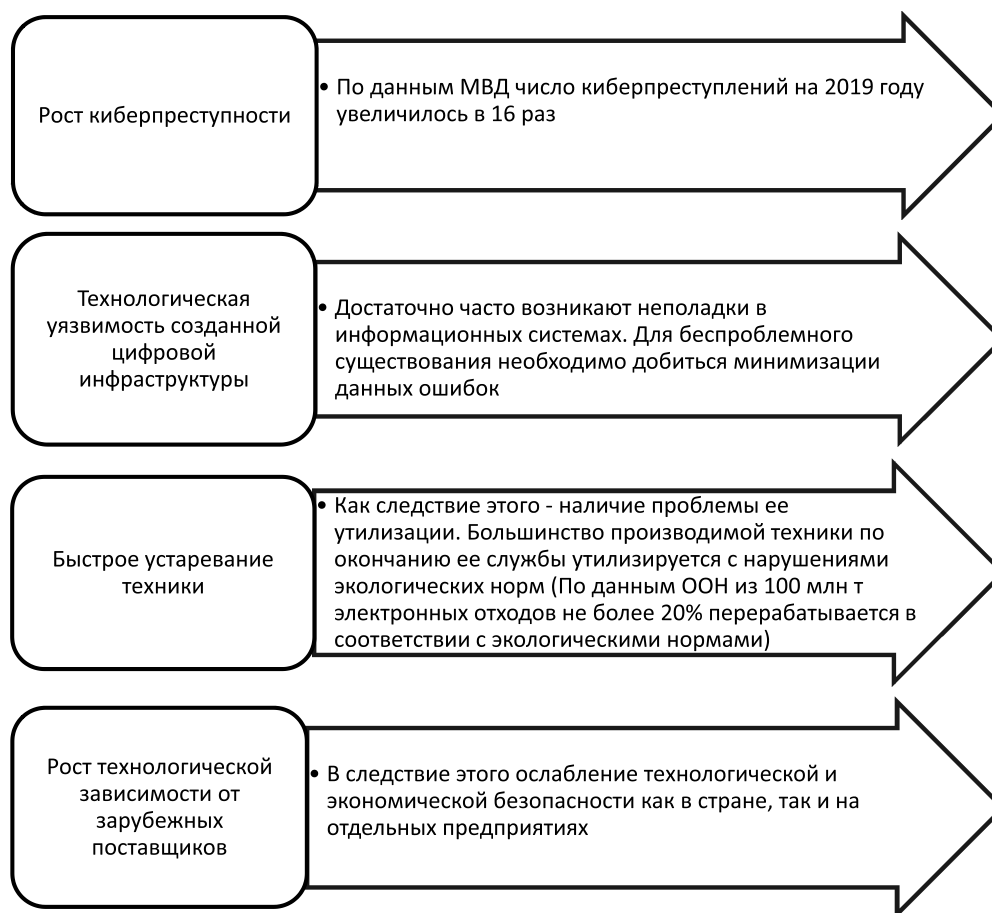 Рост киберпреступности
• По данным МВД число киберпреступлений на 2019 году
увеличилось в 16 раз
Технологическая
уязвимость созданной
цифровой
инфраструктуры
• Достаточно часто возникают неполадки в
информационных системах. Для беспроблемного
существования необходимо добиться минимизации
данных ошибок
Быстрое устаревание
техники
• Как следствие этого - наличие проблемы ее
утилизации. Большинство производимой техники по
окончанию ее службы утилизируется с нарушениями
экологических норм (По данным ООН из 100 млн т
электронных отходов не более 20% перерабатывается в
соответствии с экологическими нормами)
Рост технологической
зависимости от
зарубежных
поставщиков
• В следствие этого ослабление технологической и
экономической безопасности как в стране, так и на
отдельных предприятиях